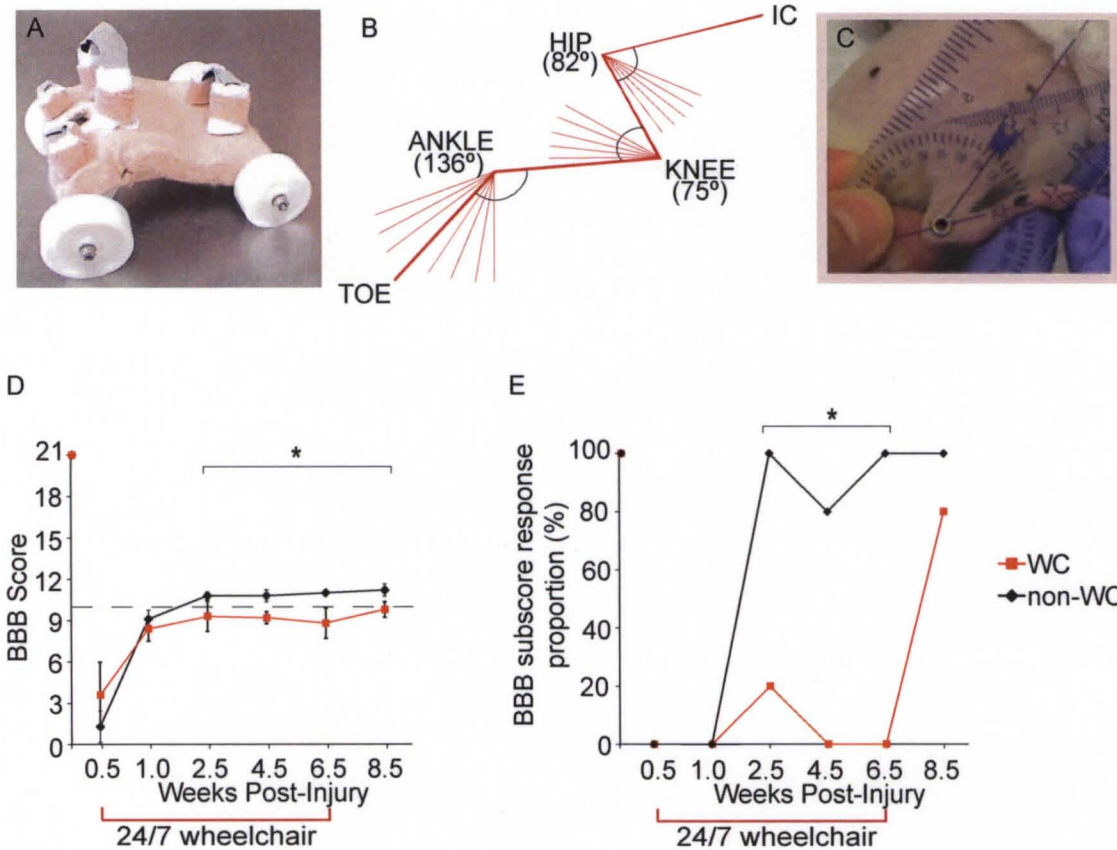 A
B
IC
HIP
(82º)
C
ANKLE
(136º)
KNEE
(75º)
TOE
D
*
21
18
15
12
9
6
3
0
BBB Score
0.5 1.0 2.5 4.5 6.5 8.5
Weeks Post-Injury
24/7 wheelchair
E
*
100
80
60
40
20
0
BBB subscore response
proportion (%)
0.5 1.0 2.5 4.5 6.5 8.5
Weeks Post-Injury
24/7 wheelchair
WC
non-WC